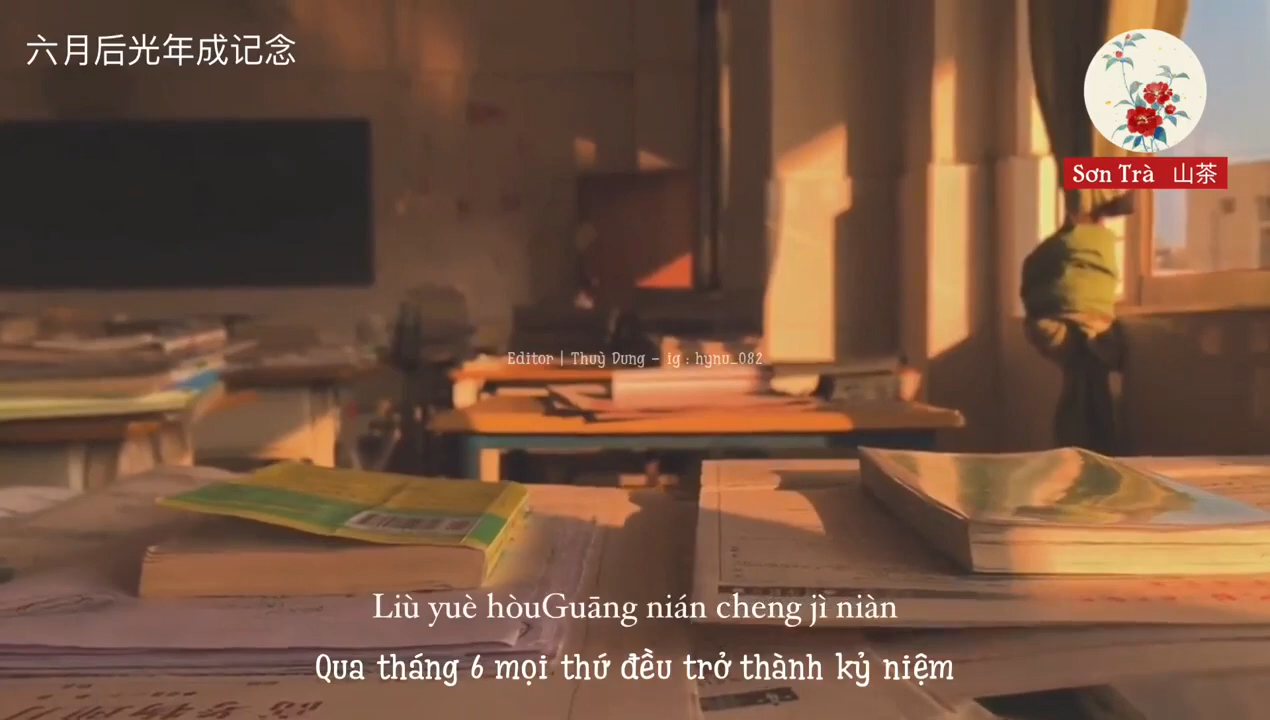 六月后光年成记念
Sơn Trà 山茶
Editor | Thuỳ Dung - ig : hynu_082
Liù yuè hòuGuāng nián cheng jì niàn
Qua tháng 6 mọi thứ đều trở thành kỷ niệm